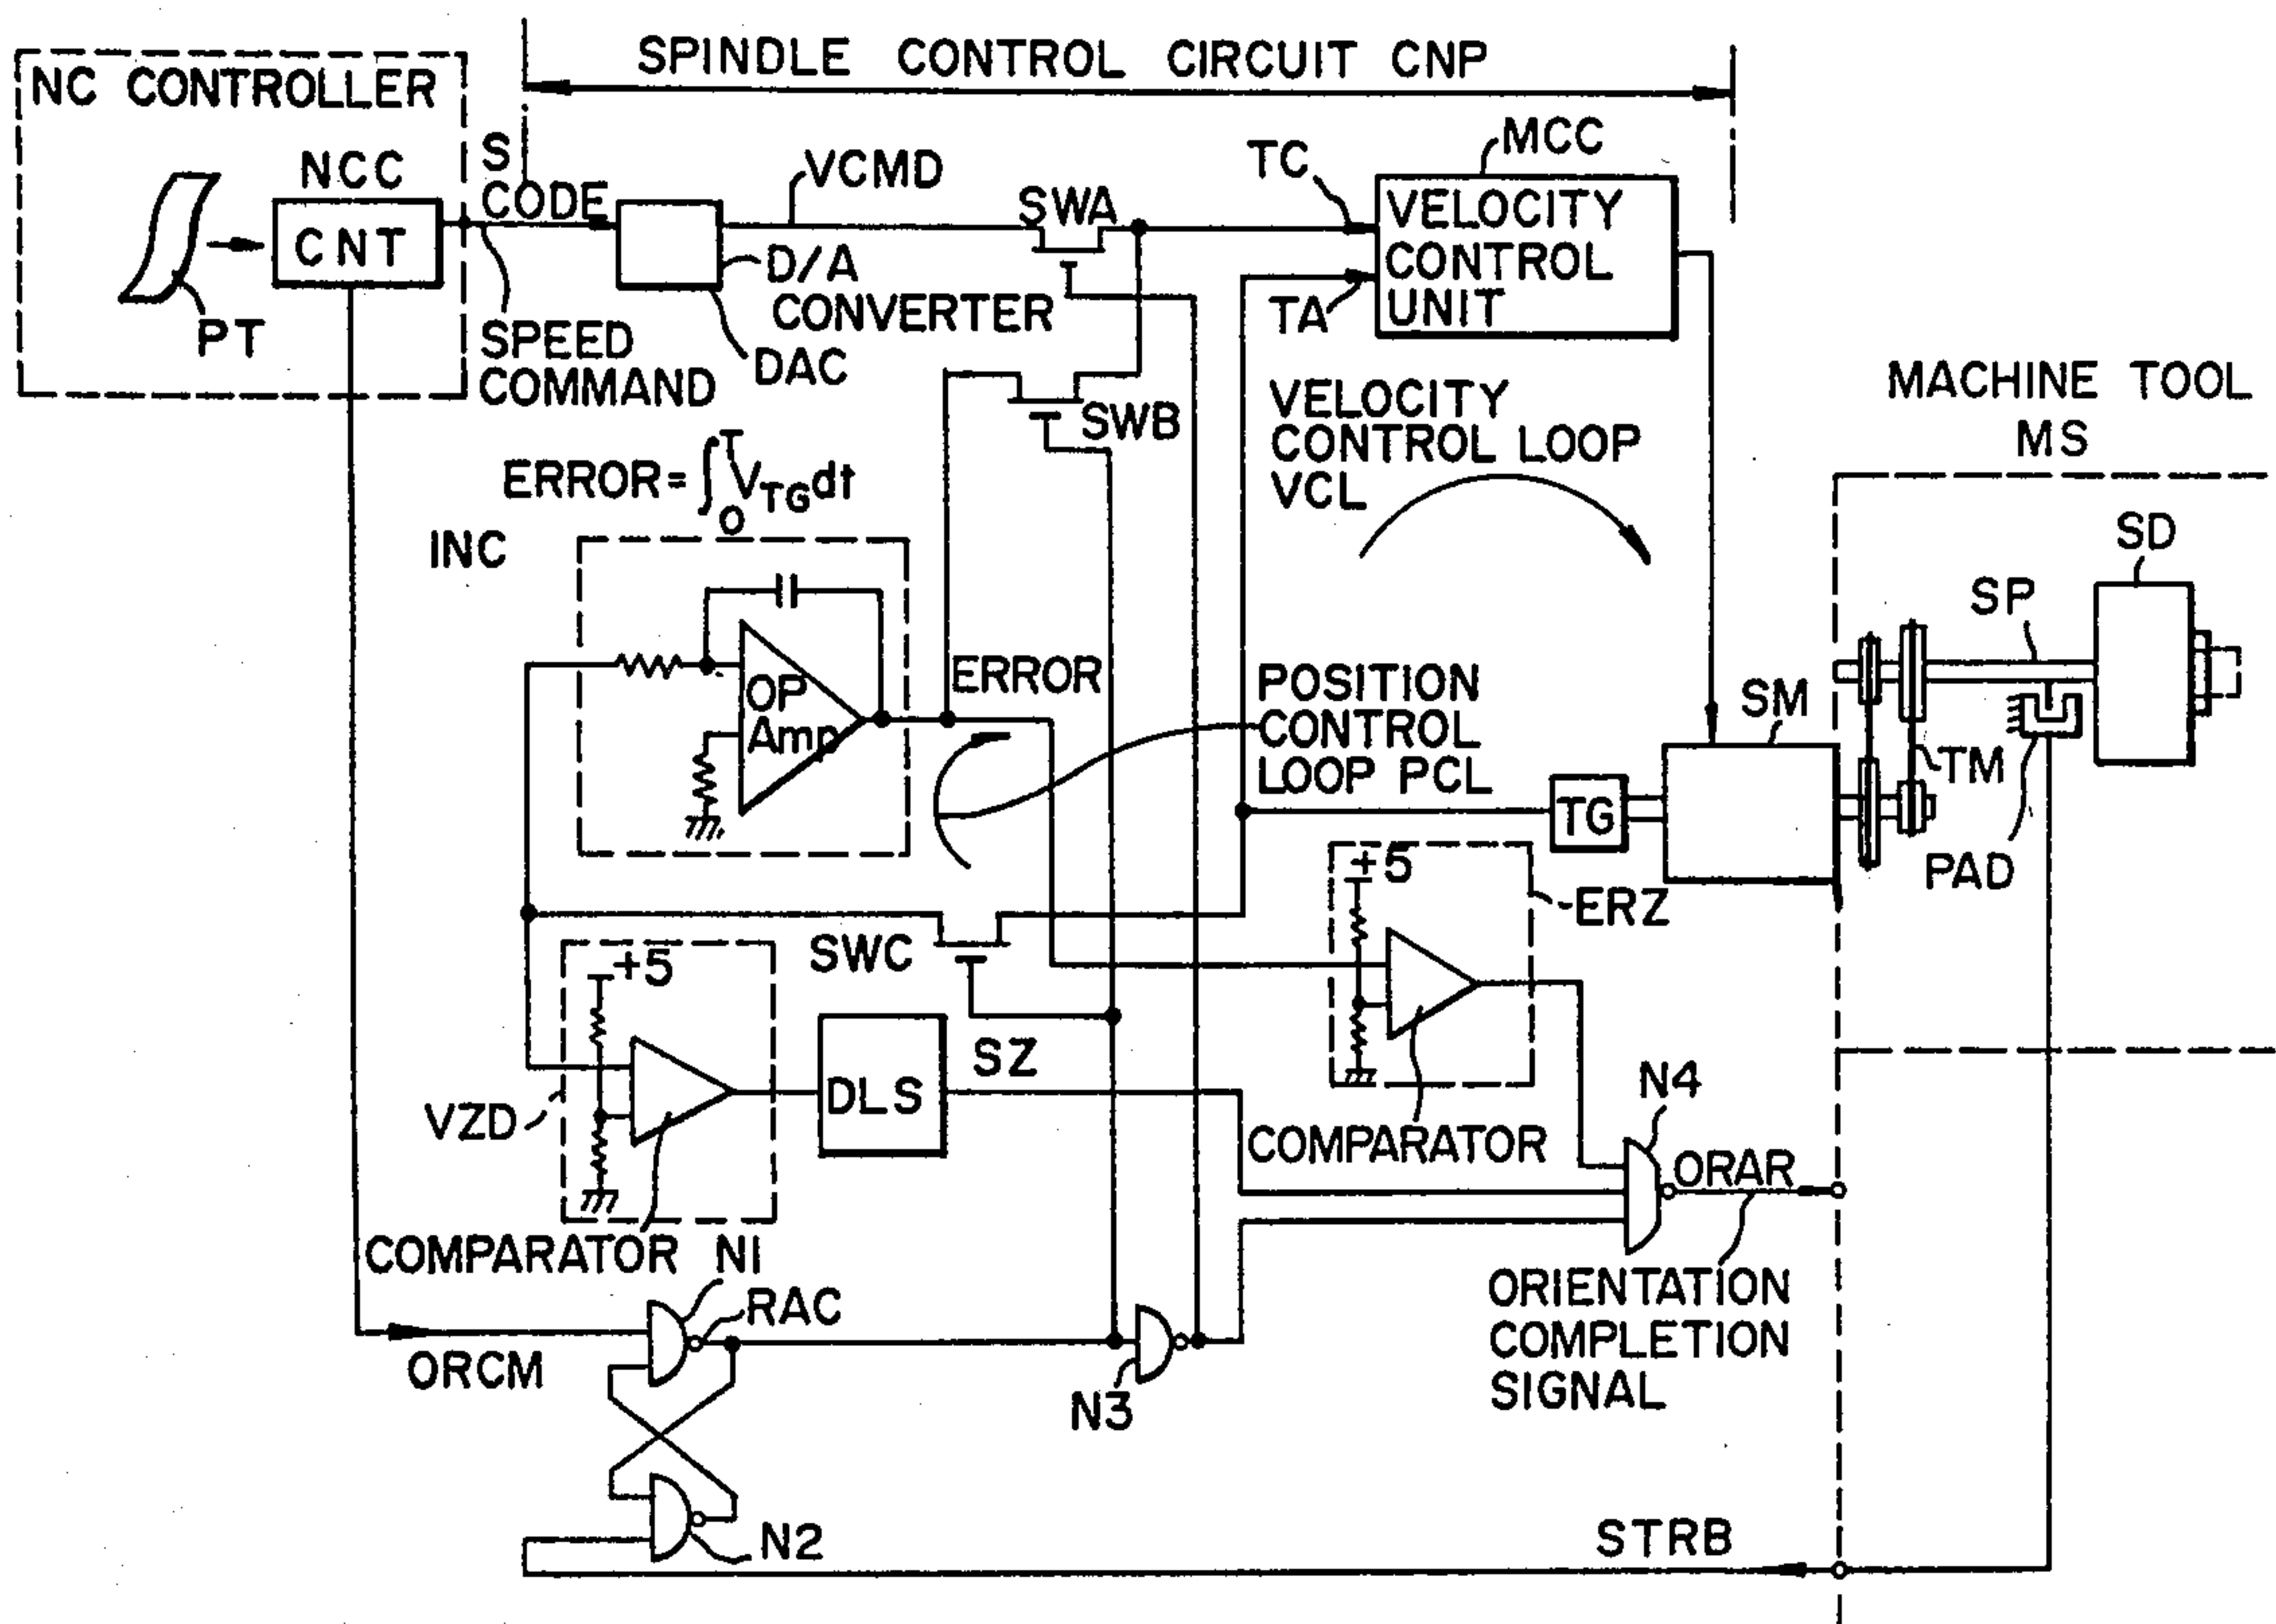 SPINDLE CONTROL CIRCUIT CNP
NC CONTROLLER
NCC
CNT
PT
S
CODE
SPEED
COMMAND
VCMD
D/A
CONVERTER
DAC
SWA
TC
TA
MCC
VELOCITY
CONTROL
UNIT
SWB
VELOCITY
CONTROL LOOP
VCL
MACHINE TOOL
MS
ERROR = ∫₀ᵀ V_TG dt
INC
OP
Amp
ERROR
POSITION
CONTROL
LOOP PCL
SM
SP
SD
TM
PAD
TG
+5
ERZ
SWC
+5
VZD
DLS
SZ
COMPARATOR
N4
ORAR
COMPARATOR N1
RAC
ORCM
N3
ORIENTATION
COMPLETION
SIGNAL
N2
STRB